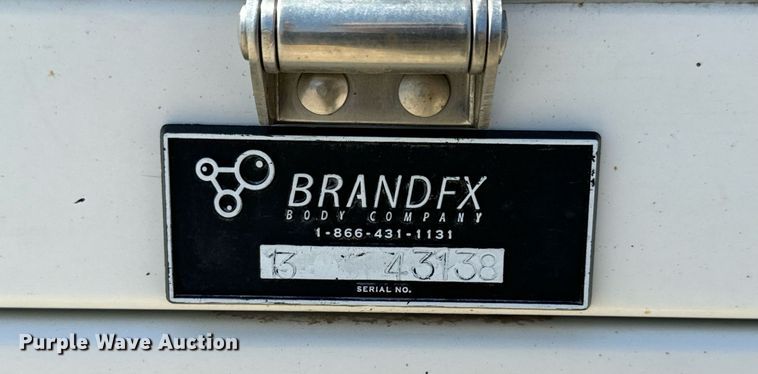 BRANDFX
BODY COMPANY
1-866-431-1131
13 43138
SERIAL NO.
Purple Wave Auction